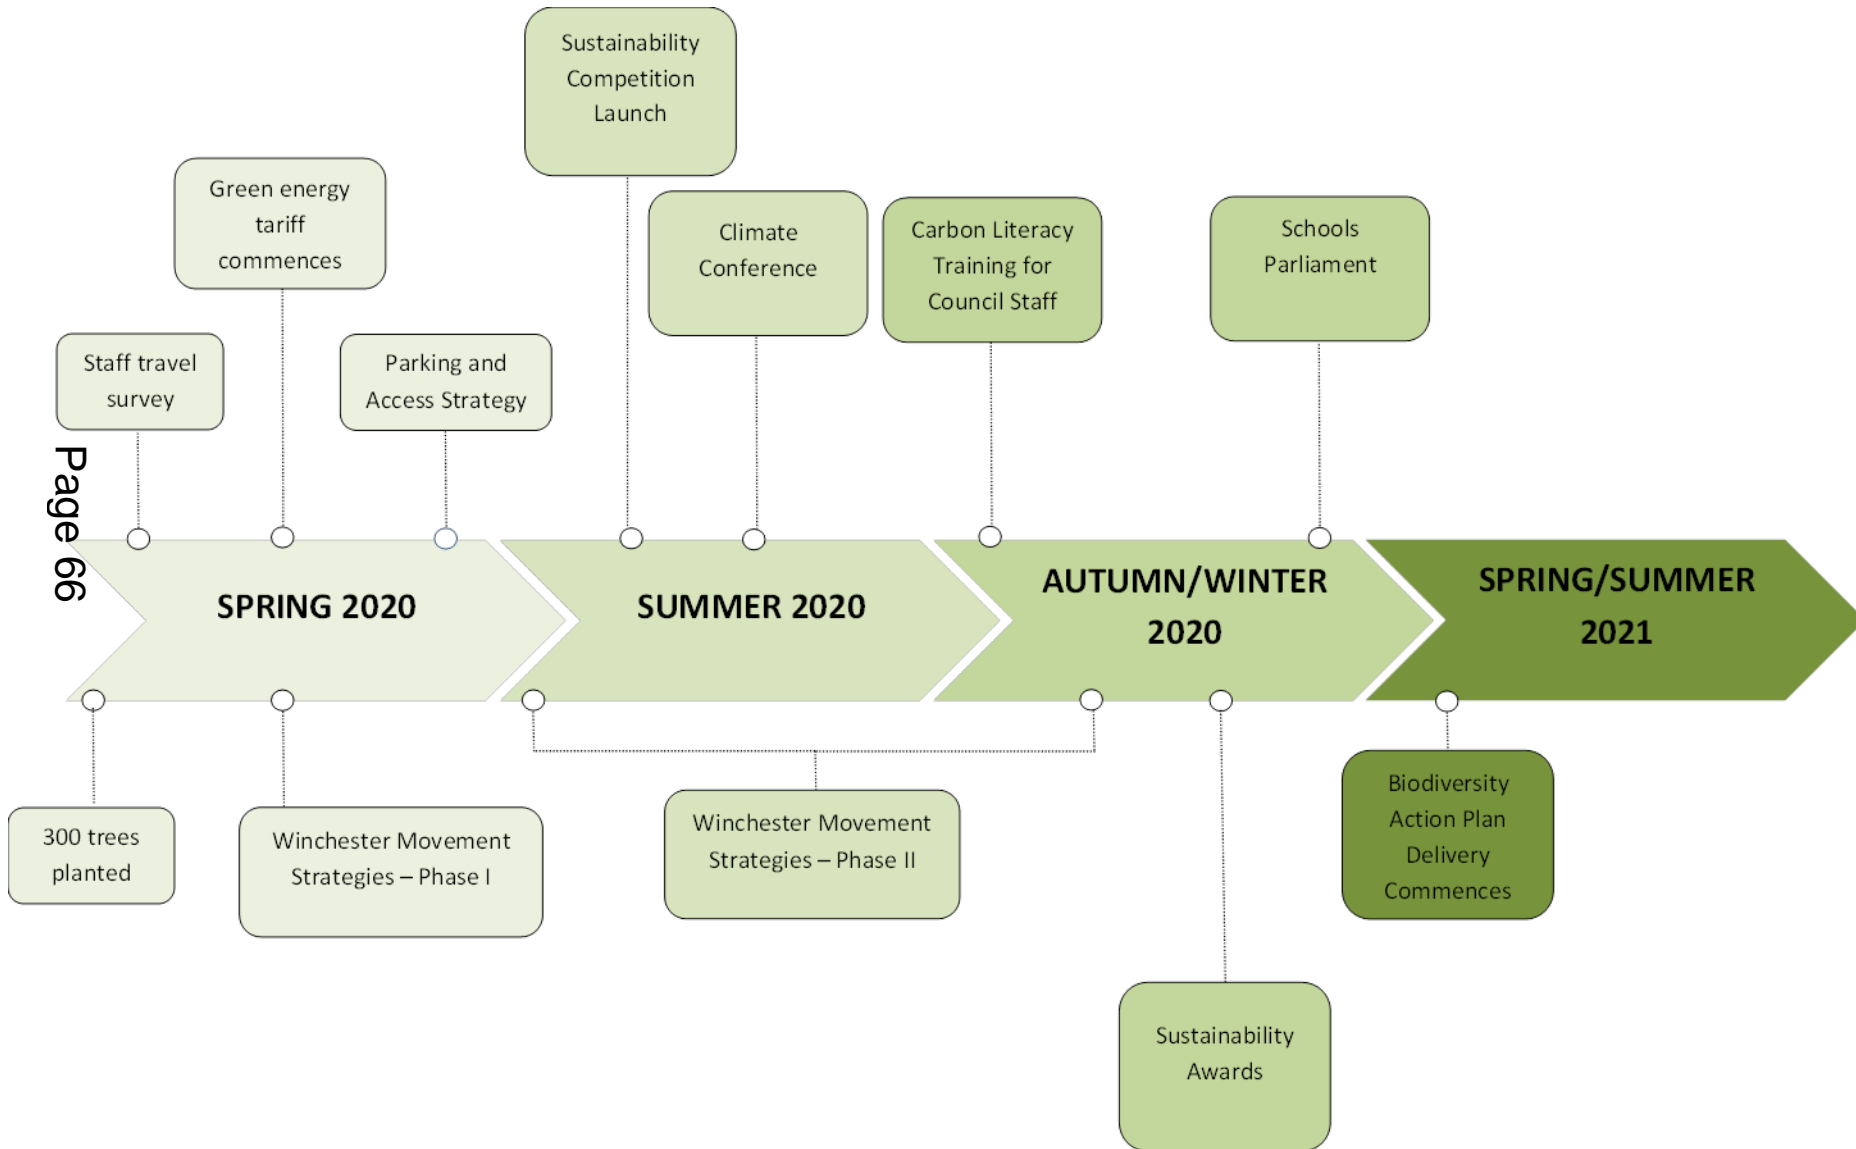 Sustainability
Competition
Launch
Green energy
tariff
commences
Climate
Conference
Carbon Literacy
Training for
Council Staff
Schools
Parliament
Staff travel
survey
Parking and
Access Strategy
Page 66
SPRING 2020
SUMMER 2020
AUTUMN/WINTER
2020
SPRING/SUMMER
2021
300 trees
planted
Winchester Movement
Strategies – Phase I
Winchester Movement
Strategies – Phase II
Biodiversity
Action Plan
Delivery
Commences
Sustainability
Awards